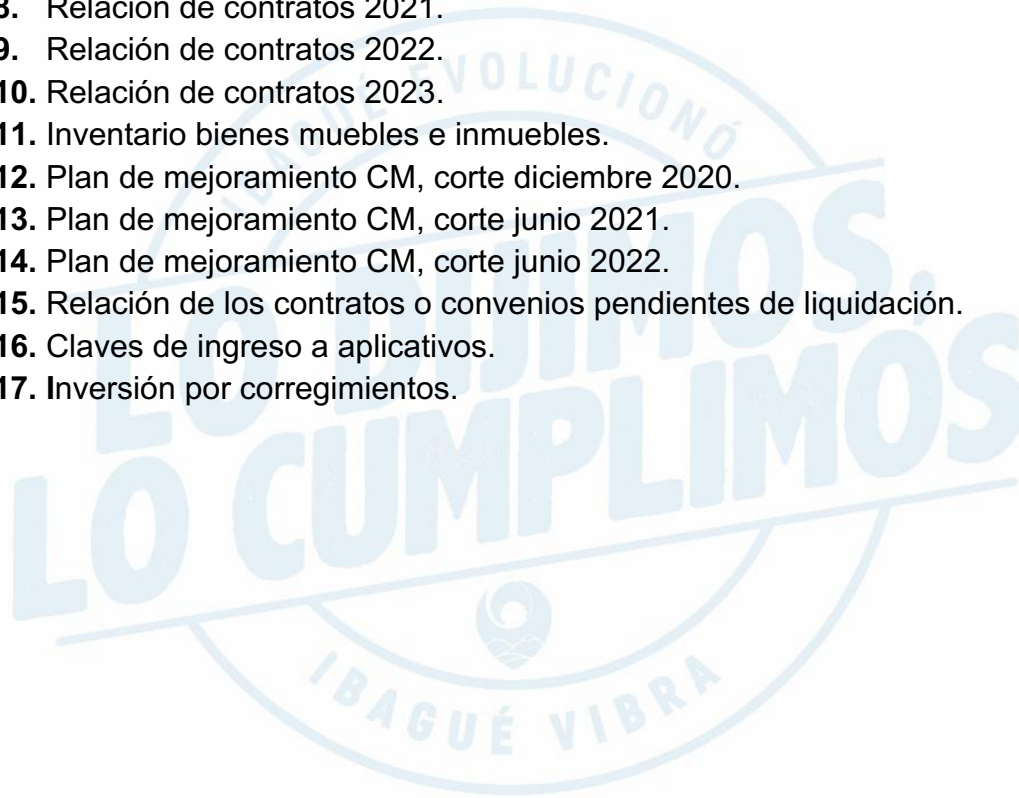 8. Relación de contratos 2021.
9. Relación de contratos 2022.
10. Relación de contratos 2023.
11. Inventario bienes muebles e inmuebles.
12. Plan de mejoramiento CM, corte diciembre 2020.
13. Plan de mejoramiento CM, corte junio 2021.
14. Plan de mejoramiento CM, corte junio 2022.
15. Relación de los contratos o convenios pendientes de liquidación.
16. Claves de ingreso a aplicativos.
17. Inversión por corregimientos.
IBAGUÉ EVOLUCIONÓ
LO DIJIMOS,
LO CUMPLIMOS
IBAGUÉ VIBRA